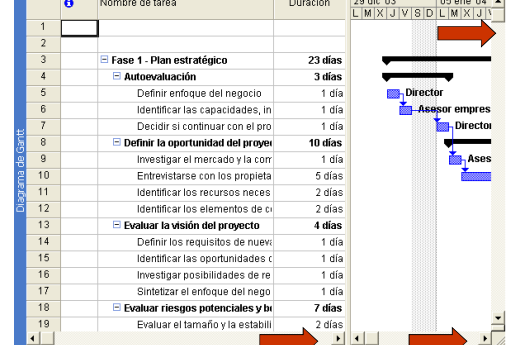 Nombre de tarea Duración 29 dic '03 05 ene '04
L M X J V S D L M X J V
1
2
3 Fase 1 - Plan estratégico 23 días
4 Autoevaluación 3 días
5 Definir enfoque del negocio 1 día Director
6 Identificar las capacidades, in 1 día Asesor empres
7 Decidir si continuar con el pro 1 día Director
8 Definir la oportunidad del proye 10 días
9 Investigar el mercado y la com 1 día Ases
10 Entrevistarse con los propieta 5 días
11 Identificar los recursos neces 2 días
12 Identificar los elementos de c 2 días
13 Evaluar la visión del proyecto 4 días
14 Definir los requisitos de nueva 1 día
15 Identificar las oportunidades 1 día
16 Investigar posibilidades de re 1 día
17 Sintetizar el enfoque del nego 1 día
18 Evaluar riesgos potenciales y b 7 días
19 Evaluar el tamaño y la estabili 2 días
Diagrama de Gantt